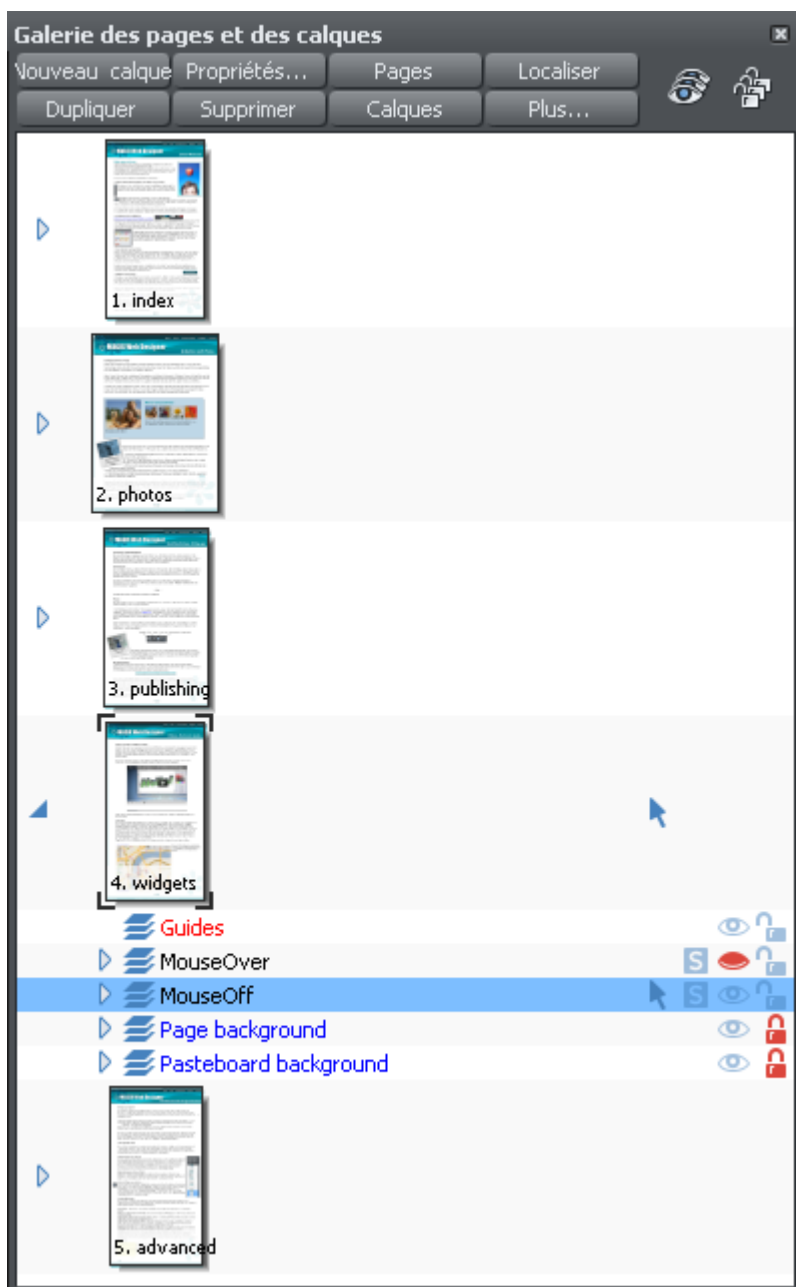 Galerie des pages et des calques
Nouveau calque Propriétés... Pages Localiser
Dupliquer Supprimer Calques Plus...
1. index
2. photos
3. publishing
4. widgets
Guides
MouseOver
S
MouseOff
S
Page background
Pasteboard background
5. advanced